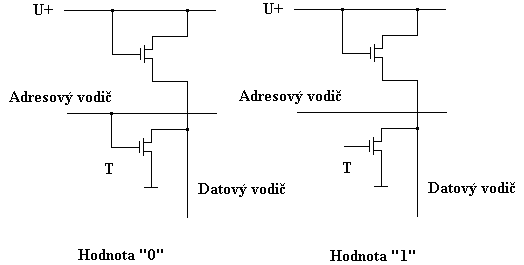 U+
U+
Adresový vodič
Adresový vodič
T
T
Datový vodič
Datový vodič
Hodnota "0"
Hodnota "1"